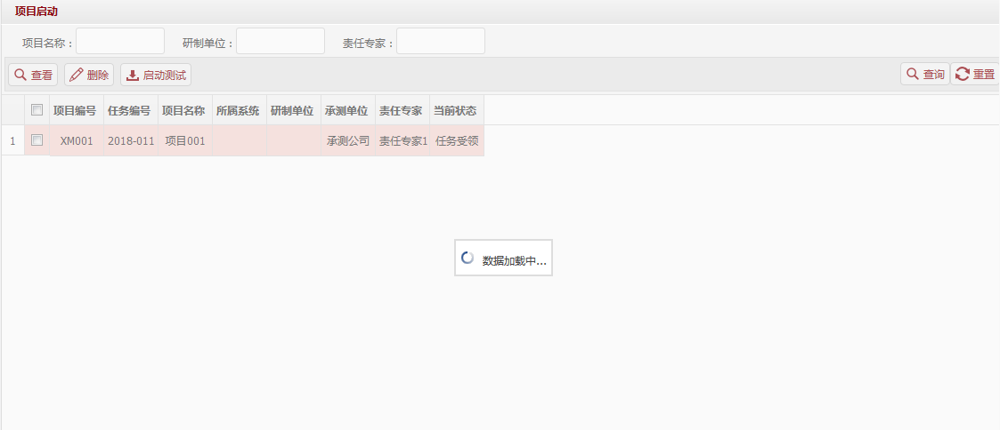 项目启动
项目名称： 研制单位： 责任专家：
查看 删除 启动测试 查询 重置
项目编号 任务编号 项目名称 所属系统 研制单位 承测单位 责任专家 当前状态
1 XM001 2018-011 项目001 承测公司 责任专家1 任务受领
数据加载中...